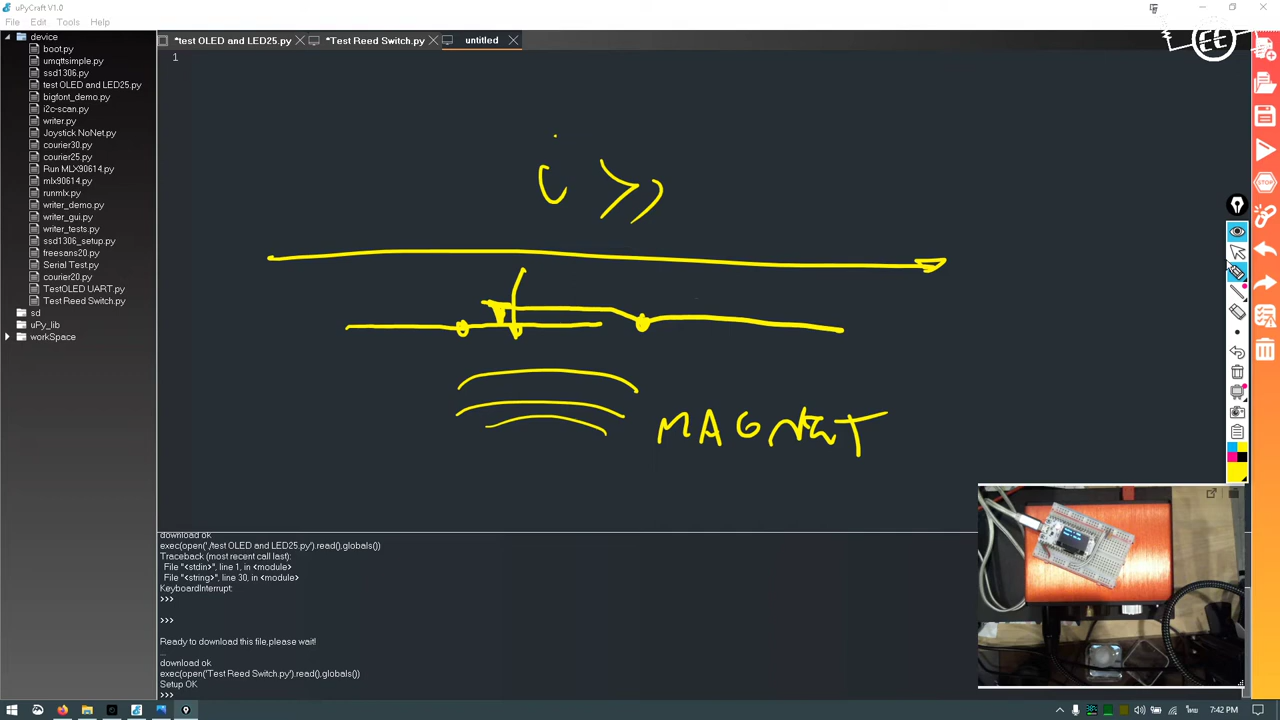 uPyCraft V1.0
File Edit Tools Help
device
boot.py
umqttsimple.py
ssd1306.py
test OLED and LED25.py
bigfont_demo.py
i2c-scan.py
writer.py
Joystick NoNet.py
courier30.py
courier25.py
Run MLX90614.py
mlx90614.py
runmlx.py
writer_demo.py
writer_gui.py
writer_tests.py
ssd1306_setup.py
freesans20.py
Serial Test.py
courier20.py
TestOLED UART.py
Test Reed Switch.py
sd
uPy_lib
workSpace
*test OLED and LED25.py *Test Reed Switch.py untitled
1
i >>
MAGNET
download ok
exec(open('./test OLED and LED25.py').read(),globals())
Traceback (most recent call last):
File "<stdin>", line 1, in <module>
File "<string>", line 30, in <module>
KeyboardInterrupt:
>>>
>>>
Ready to download this file,please wait!
...
download ok
exec(open('Test Reed Switch.py').read(),globals())
Setup OK
>>>
STOP
ไทย 7:42 PM